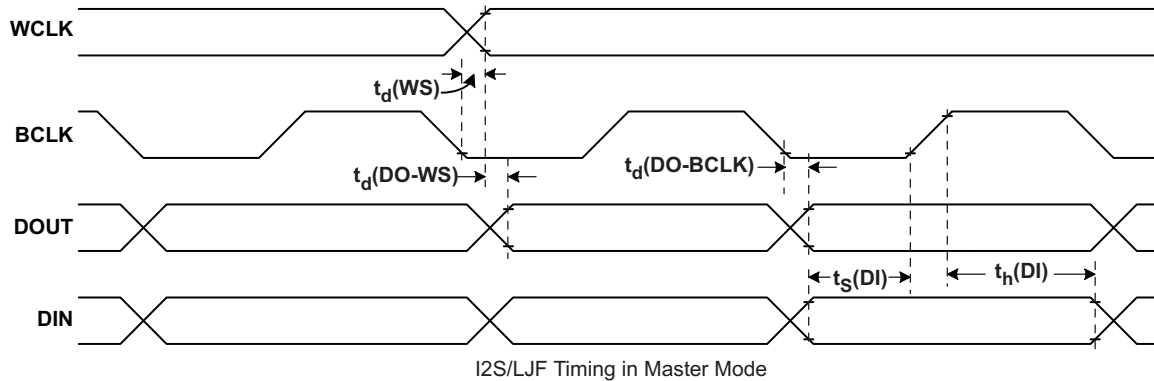 WCLK
td(WS)
BCLK
td(DO-WS)
td(DO-BCLK)
DOUT
tS(DI)
th(DI)
DIN
I2S/LJF Timing in Master Mode